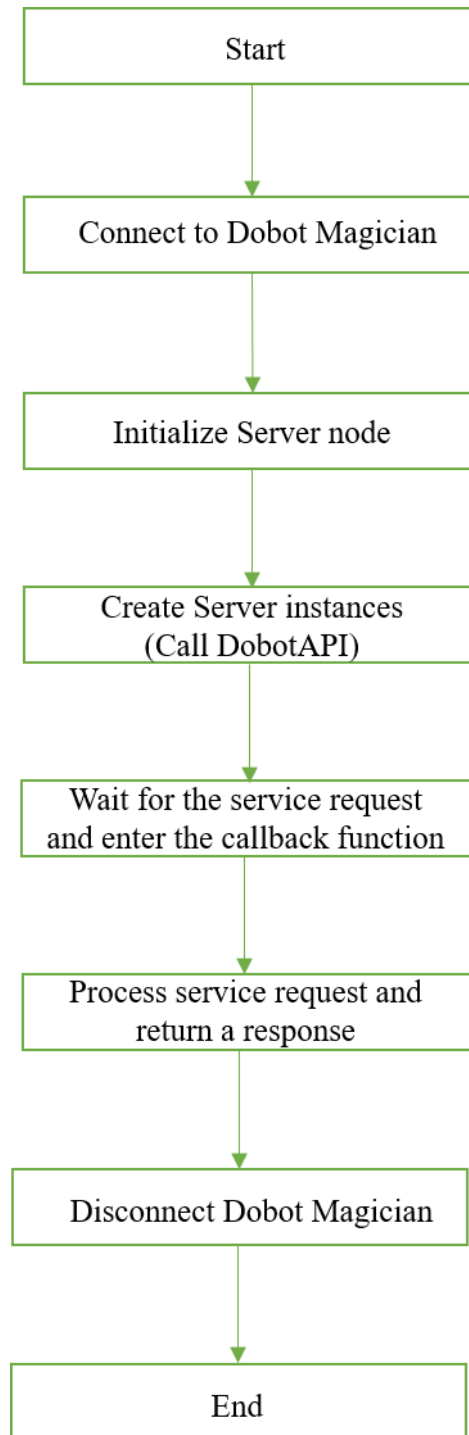 Start
Connect to Dobot Magician
Initialize Server node
Create Server instances
(Call DobotAPI)
Wait for the service request
and enter the callback function
Process service request and
return a response
Disconnect Dobot Magician
End